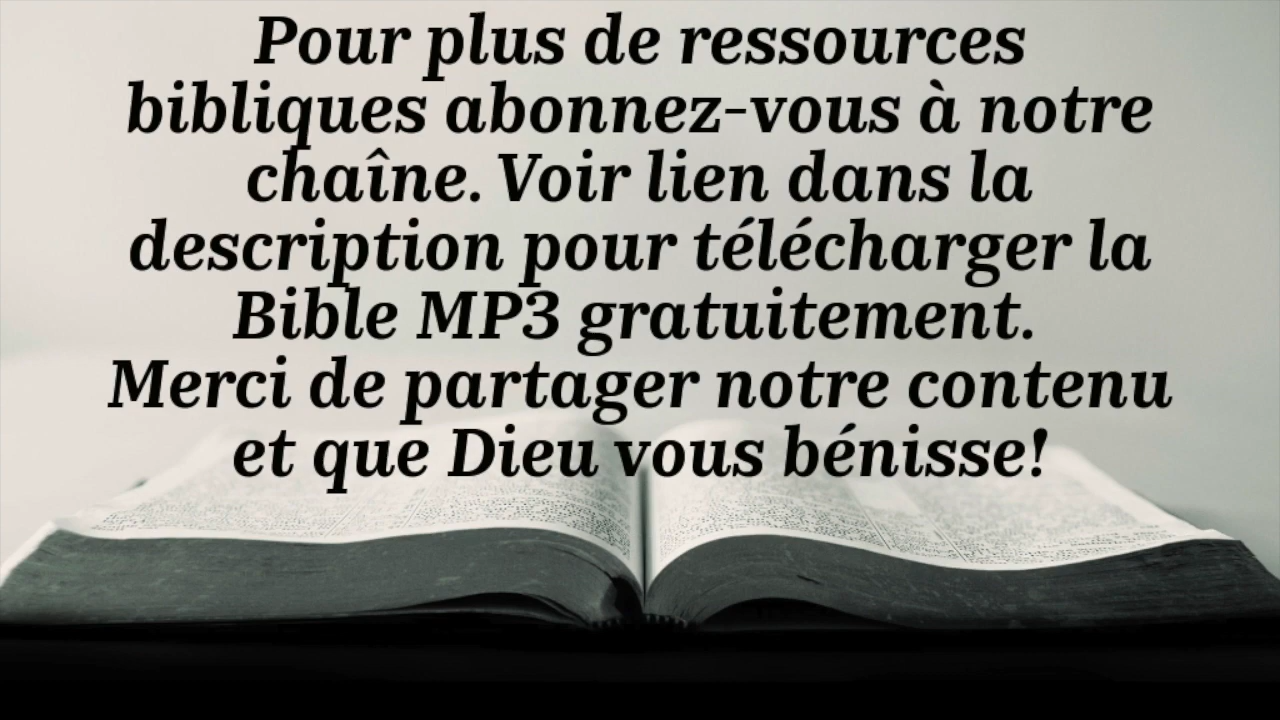 Pour plus de ressources
bibliques abonnez-vous à notre
chaîne. Voir lien dans la
description pour télécharger la
Bible MP3 gratuitement.
Merci de partager notre contenu
et que Dieu vous bénisse!